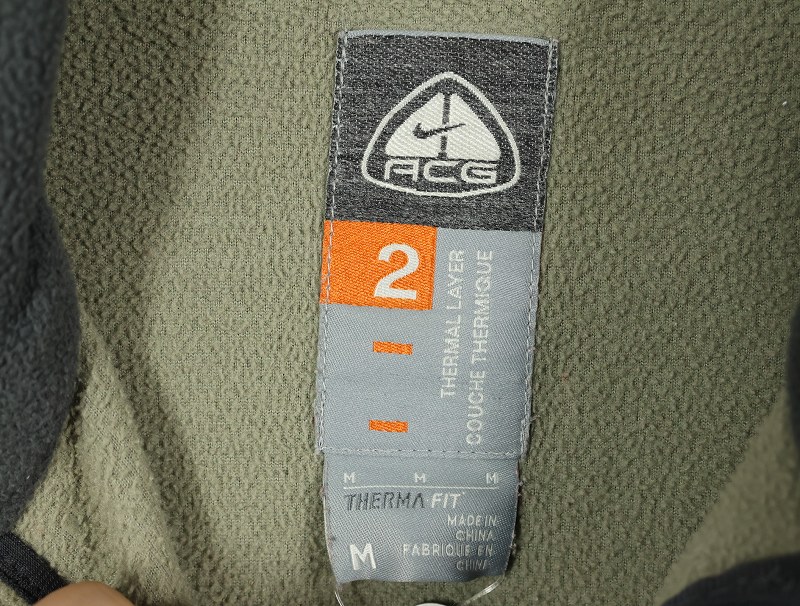 ACG
2
THERMAL LAYER
COUCHE THERMIQUE
M M M
THERMA FIT
M
MADE IN
CHINA
FABRIQUE EN
CHINE